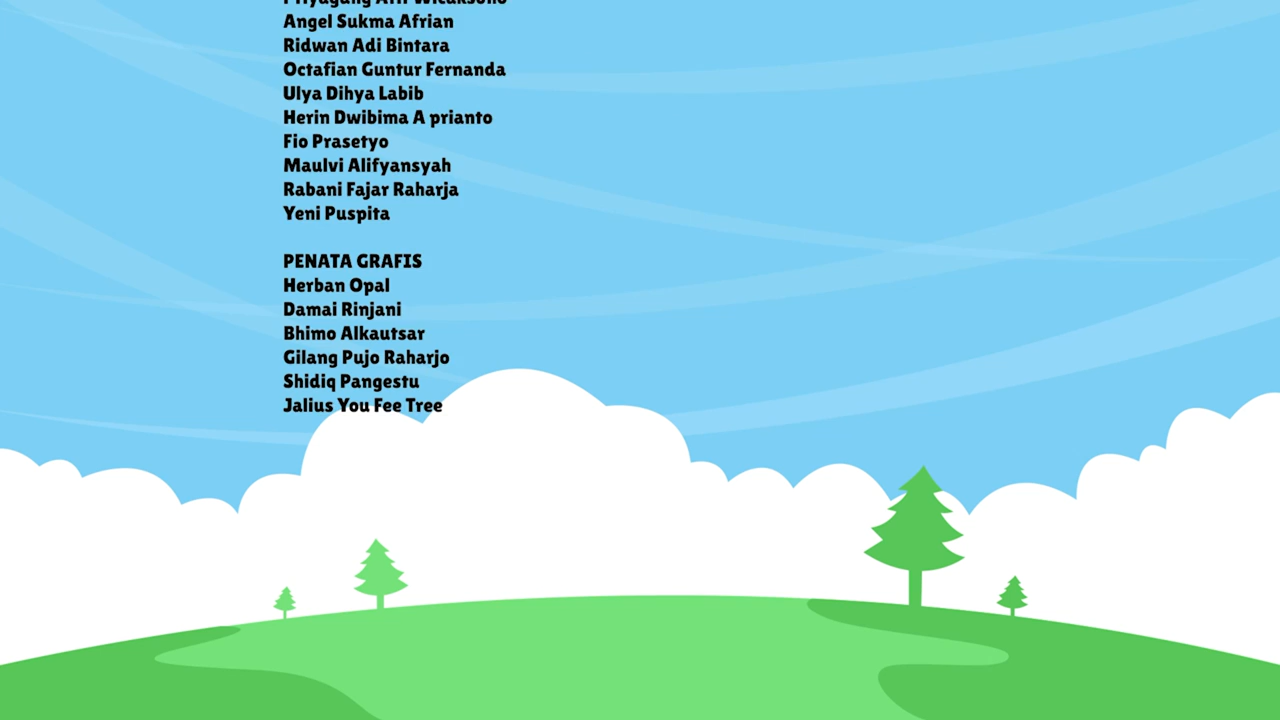 Angel Sukma Afrian
Ridwan Adi Bintara
Octafian Guntur Fernanda
Ulya Dihya Labib
Herin Dwibima A prianto
Fio Prasetyo
Maulvi Alifyansyah
Rabani Fajar Raharja
Yeni Puspita
PENATA GRAFIS
Herban Opal
Damai Rinjani
Bhimo Alkautsar
Gilang Pujo Raharjo
Shidiq Pangestu
Jalius You Fee Tree